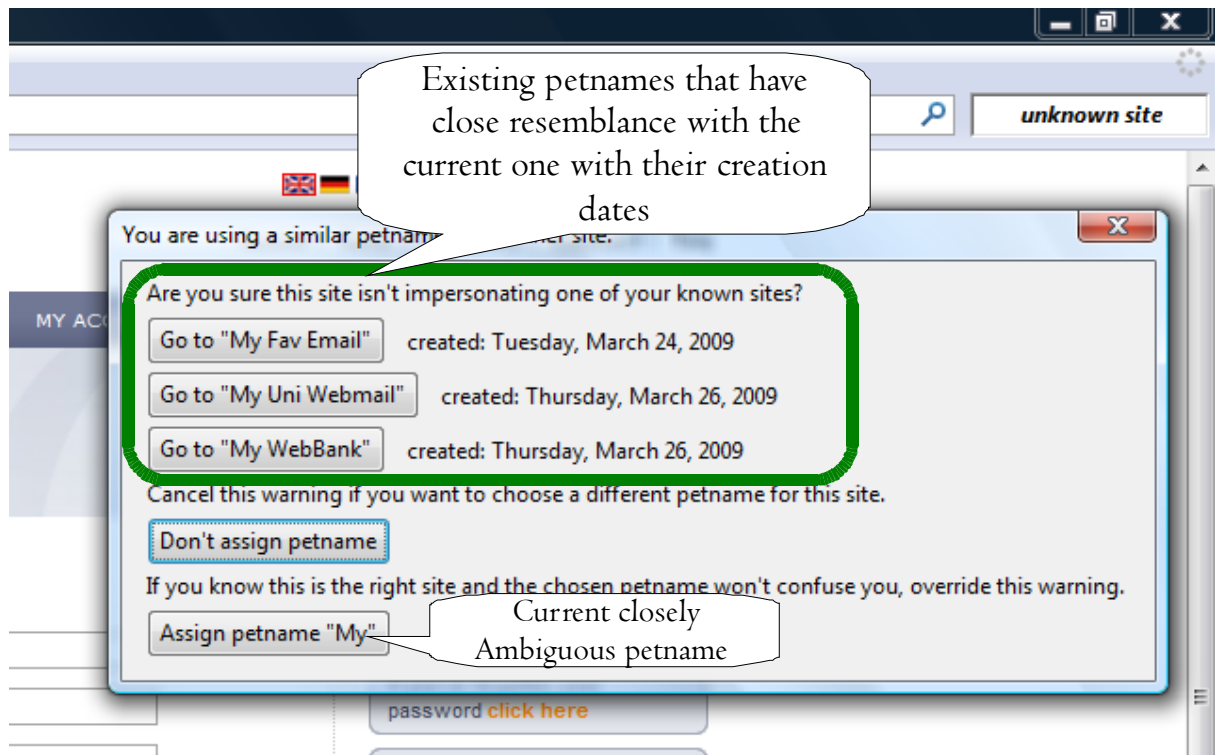 Existing petnames that have
close resemblance with the
current one with their creation
dates
unknown site
You are using a similar petname
site.
MY
Are you sure this site isn't impersonating one of your known sites?
Go to "My Fav Email" created: Tuesday, March 24, 2009
Go to "My Uni Webmail" created: Thursday, March 26, 2009
Go to "My WebBank" created: Thursday, March 26, 2009
Cancel this warning if you want to choose a different petname for this site.
Don't assign petname
If you know this is the right site and the chosen petname won't confuse you, override this warning.
Current closely
Ambiguous petname
Assign petname "My"
password click here